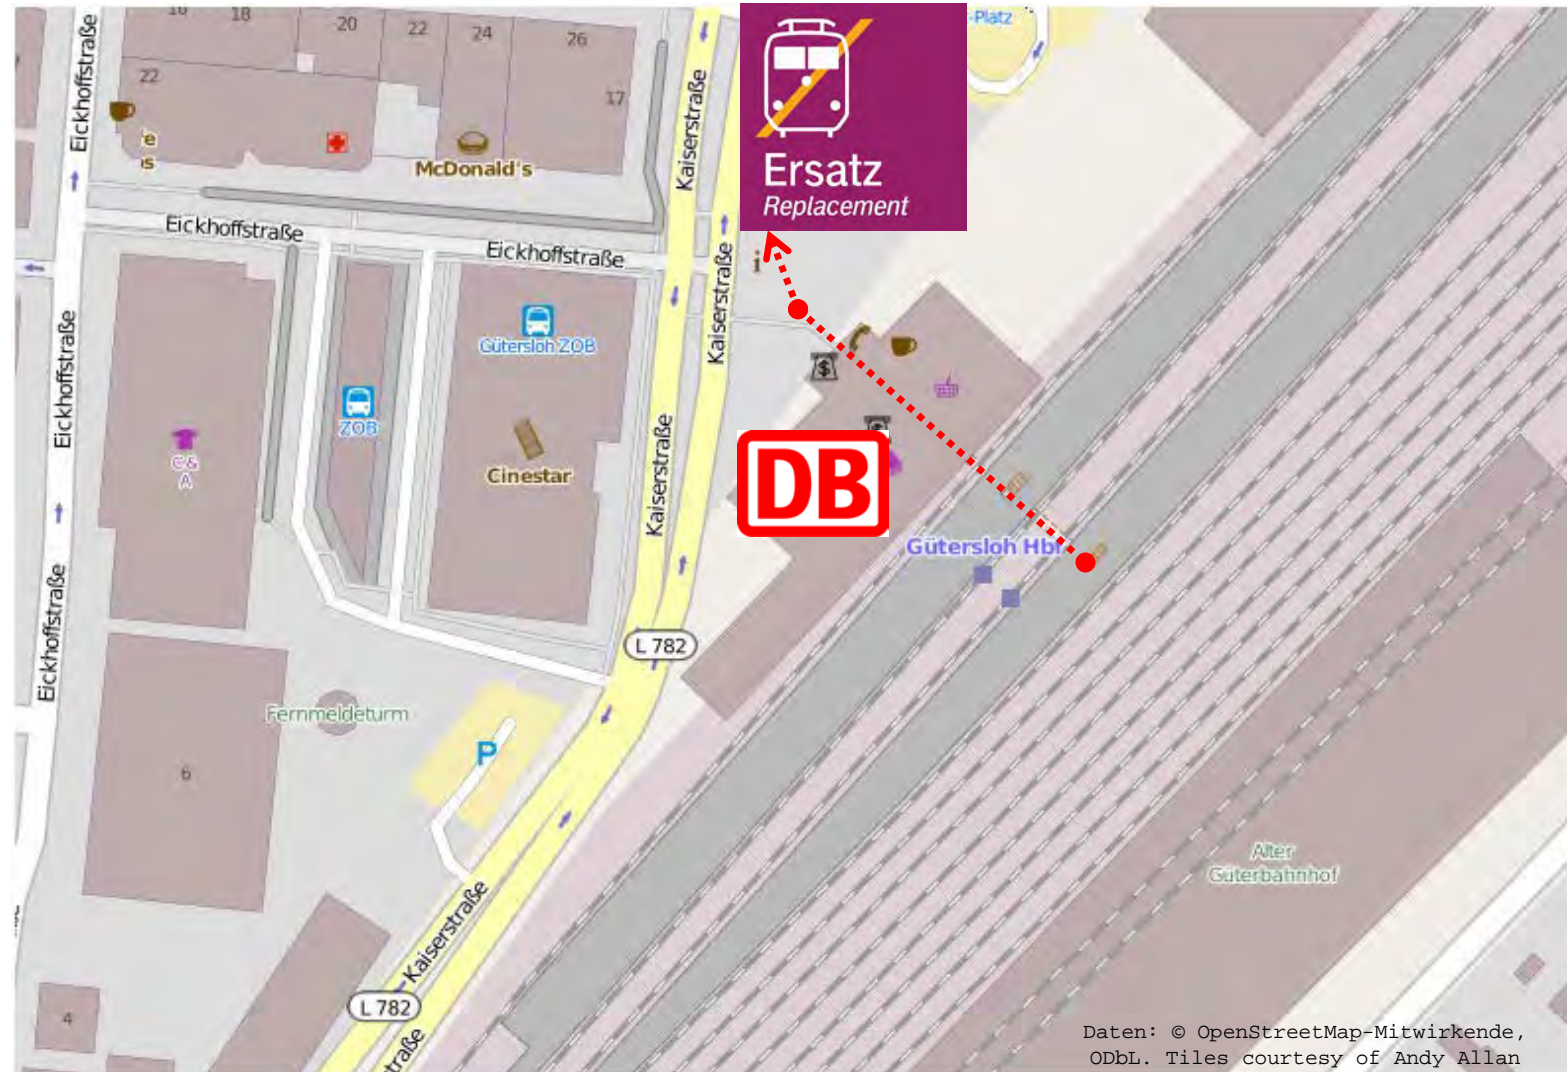 16
18
20
22
24
26
22
17
Eickhoffstraße
e
s
McDonald's
Kaiserstraße
-Platz
Ersatz
Replacement
Eickhoffstraße
Eickhoffstraße
Kaiserstraße
i
Gütersloh ZOB
Eickhoffstraße
ZOB
$
C &
A
Cinestar
Kaiserstraße
DB
Gütersloh Hbf
Eickhoffstraße
L 782
Fernmeldeturm
P
6
Alter
Güterbahnhof
Kaiserstraße
L 782
4
straße
Daten: © OpenStreetMap-Mitwirkende,
ODbL. Tiles courtesy of Andy Allan